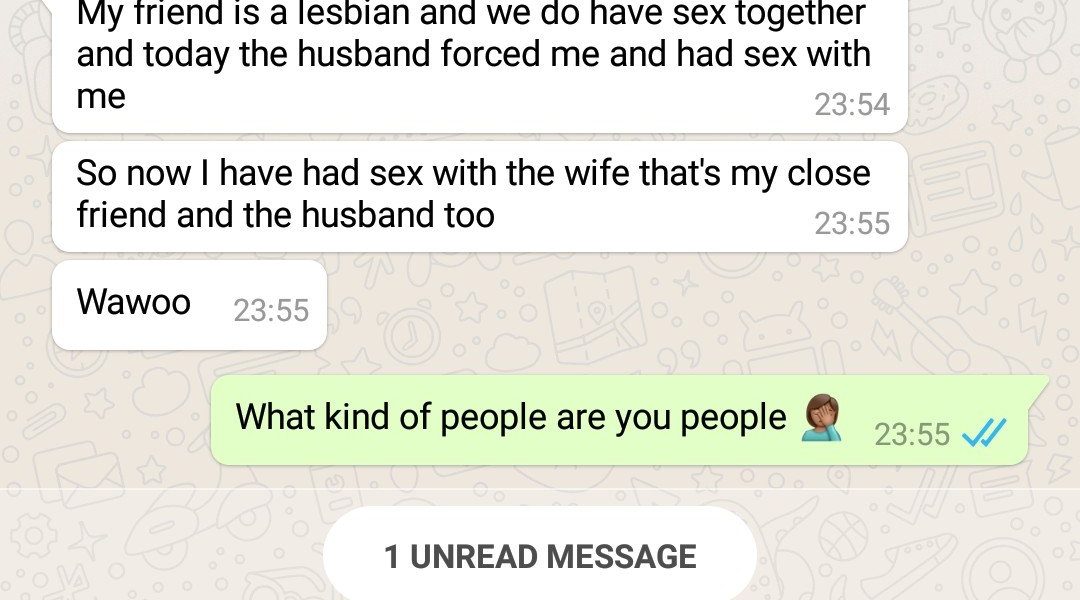 My friend is a lesbian and we do have sex together
and today the husband forced me and had sex with
me
23:54
So now I have had sex with the wife that's my close
friend and the husband too
23:55
Wawoo 23:55
What kind of people are you people 🤦🏽‍♀️ 23:55
1 UNREAD MESSAGE